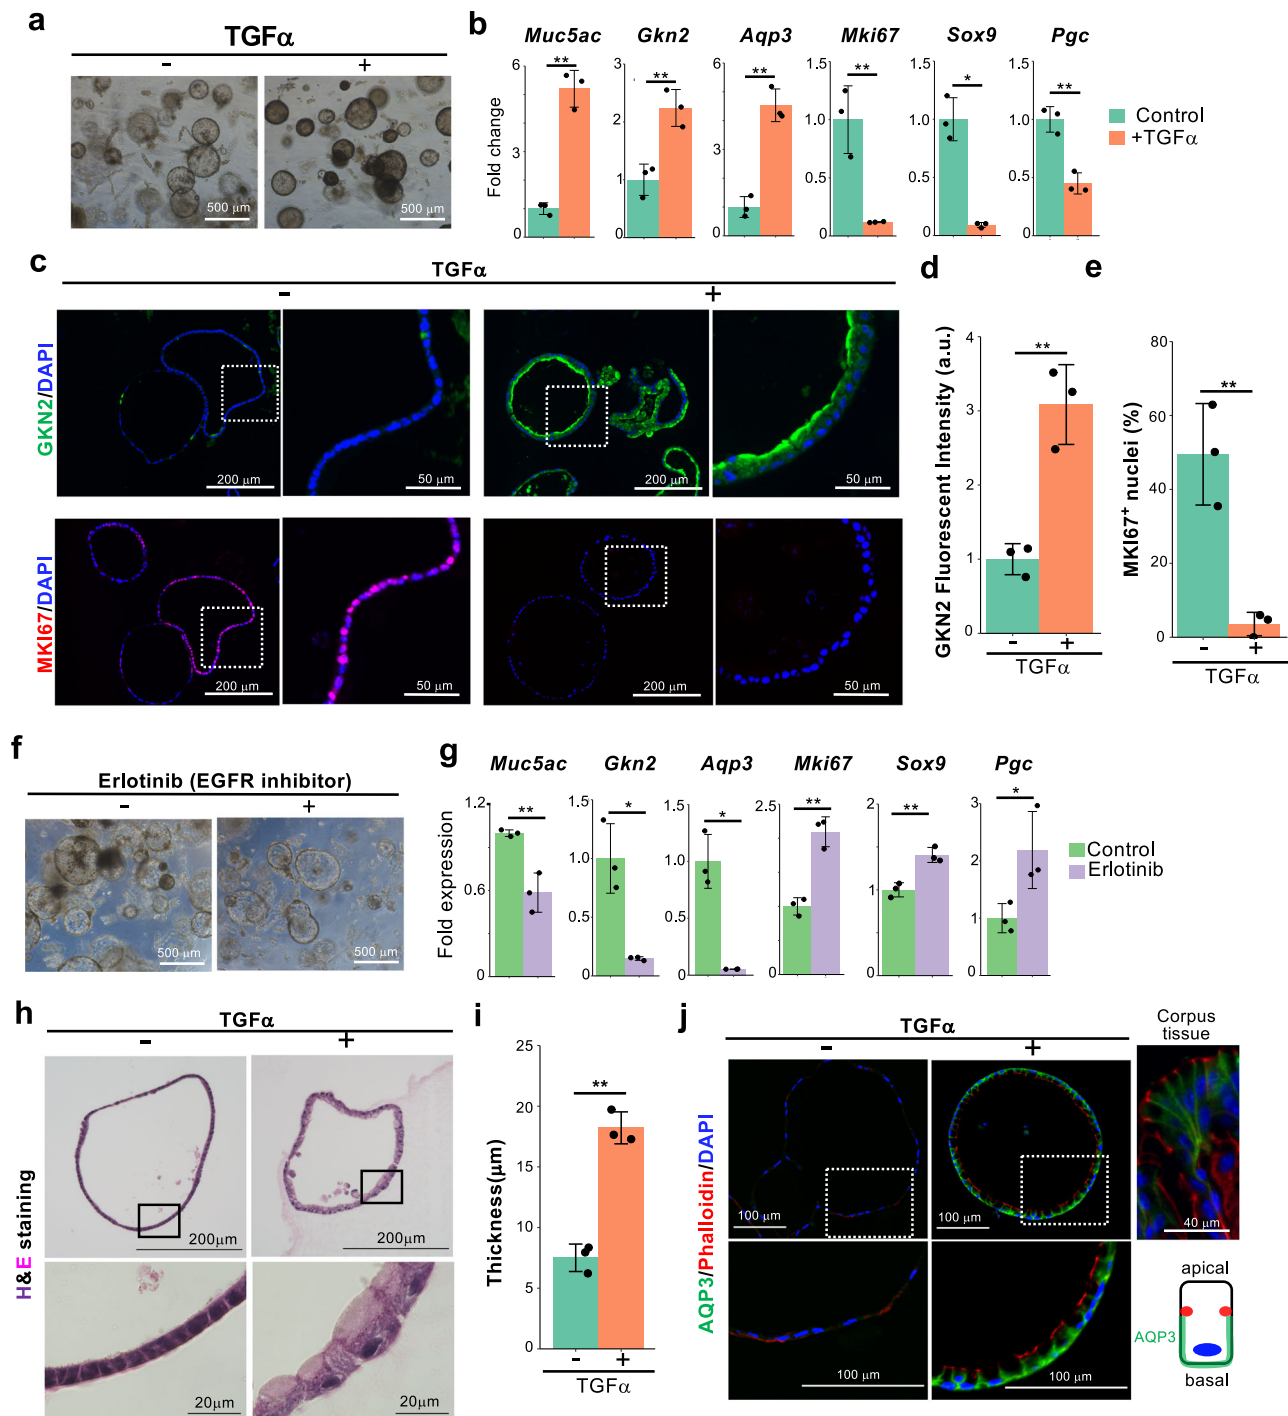 a
TGFα
- +
500 μm 500 μm
b
Muc5ac Gkn2 Aqp3 Mki67 Sox9 Pgc
Fold change
6 3 6 1.5 1.5 1.5
** ** ** ** * **
4 2 4 1.0 1.0 1.0
2 1 2 0.5 0.5 0.5
0 0 0 0 0 0
Control
+TGFα
c
TGFα
- +
GKN2/DAPI
200 μm 50 μm 200 μm 50 μm
MKI67/DAPI
200 μm 50 μm 200 μm 50 μm
d
GKN2 Fluorescent Intensity (a.u.)
4
3
2
1
0
**
- +
TGFα
e
MKI67+ nuclei (%)
80
60
40
20
0
**
- +
TGFα
f
Erlotinib (EGFR inhibitor)
- +
500 μm 500 μm
g
Muc5ac Gkn2 Aqp3 Mki67 Sox9 Pgc
Fold expression
1.2 1.5 1.5 2.5 2 3
** * * ** ** *
0.6 1.0 1.0 1 2
0.5 0.5 1
0 0 0 0 0 0
Control
Erlotinib
h
TGFα
- +
H&E staining
200μm 200μm
20μm 20μm
i
Thickness(μm)
25
20
15
10
5
0
**
- +
TGFα
j
TGFα
- +
AQP3/Phalloidin/DAPI
100 μm 100 μm
100 μm 100 μm
Corpus
tissue
40 μm
apical
AQP3
basal